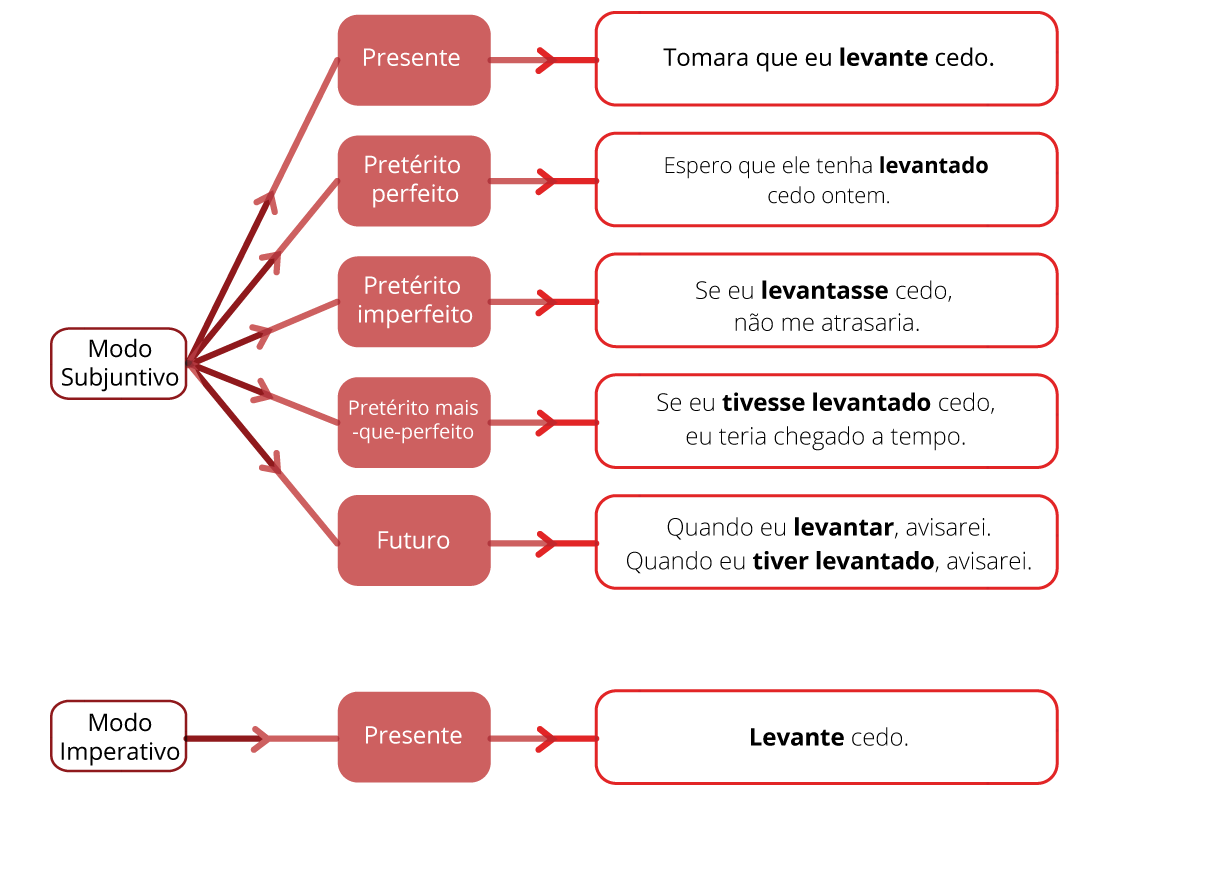 Presente
Tomara que eu levante cedo.
Pretérito
perfeito
Espero que ele tenha levantado
cedo ontem.
Pretérito
imperfeito
Se eu levantasse cedo,
não me atrasaria.
Modo
Subjuntivo
Pretérito mais
-que-perfeito
Se eu tivesse levantado cedo,
eu teria chegado a tempo.
Futuro
Quando eu levantar, avisarei.
Quando eu tiver levantado, avisarei.
Modo
Imperativo
Presente
Levante cedo.